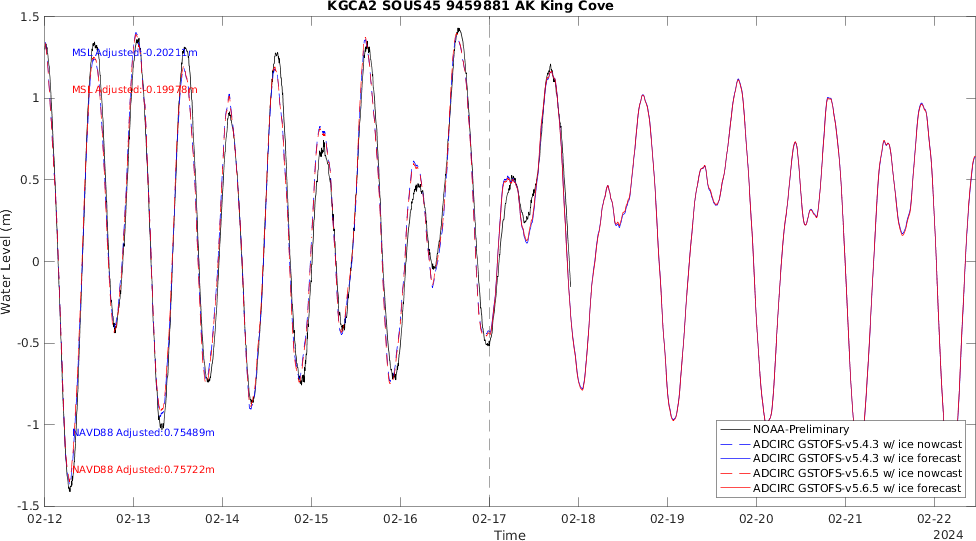 KGCA2 SOUS45 9459881 AK King Cove
1.5
1
0.5
0
-0.5
-1
-1.5
Water Level (m)
MSL Adjusted:-0.2021 m
MSL Adjusted:-0.19978m
NAVD88 Adjusted:0.75489m
NAVD88 Adjusted:0.75722m
NOAA-Preliminary
ADCIRC GSTOFS-v5.4.3 w/ ice nowcast
ADCIRC GSTOFS-v5.4.3 w/ ice forecast
ADCIRC GSTOFS-v5.6.5 w/ ice nowcast
ADCIRC GSTOFS-v5.6.5 w/ ice forecast
02-12 02-13 02-14 02-15 02-16 02-17 02-18 02-19 02-20 02-21 02-22
Time
2024